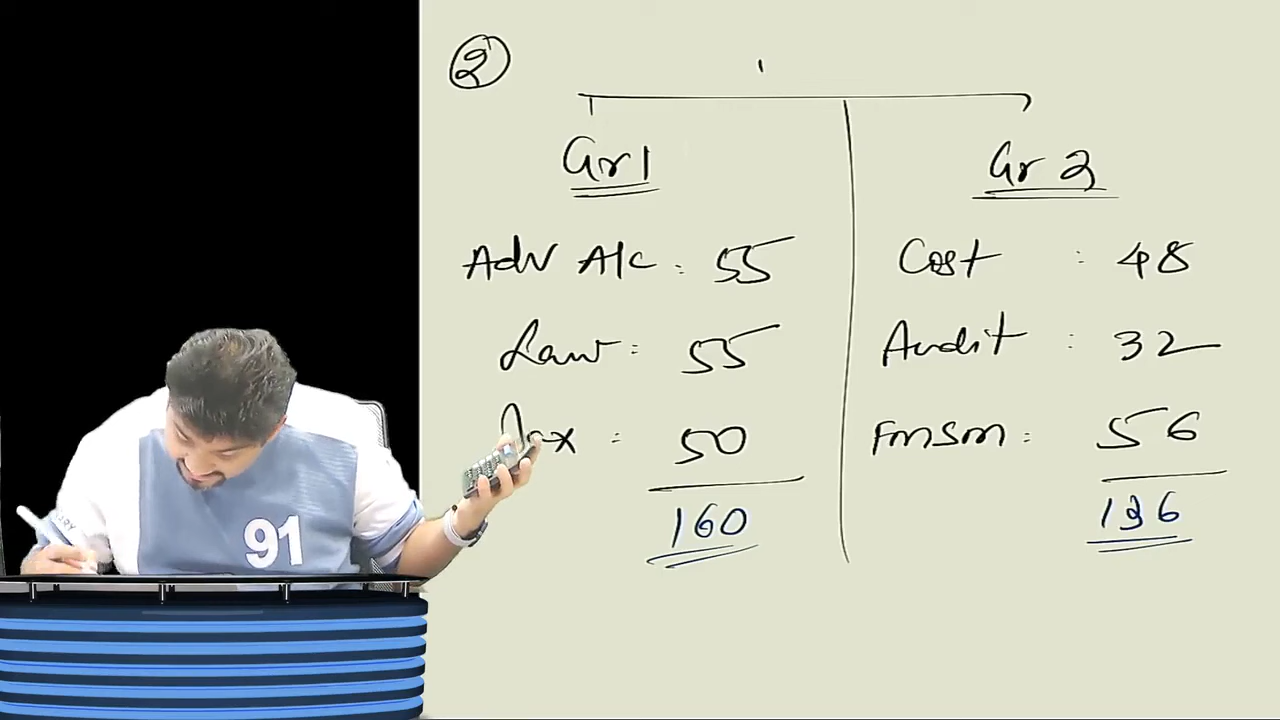 2
Gr 1
Adv A/c : 55
Law : 55
Tax : 50
160
Gr 2
Cost : 48
Audit : 32
FMSM : 56
136
91